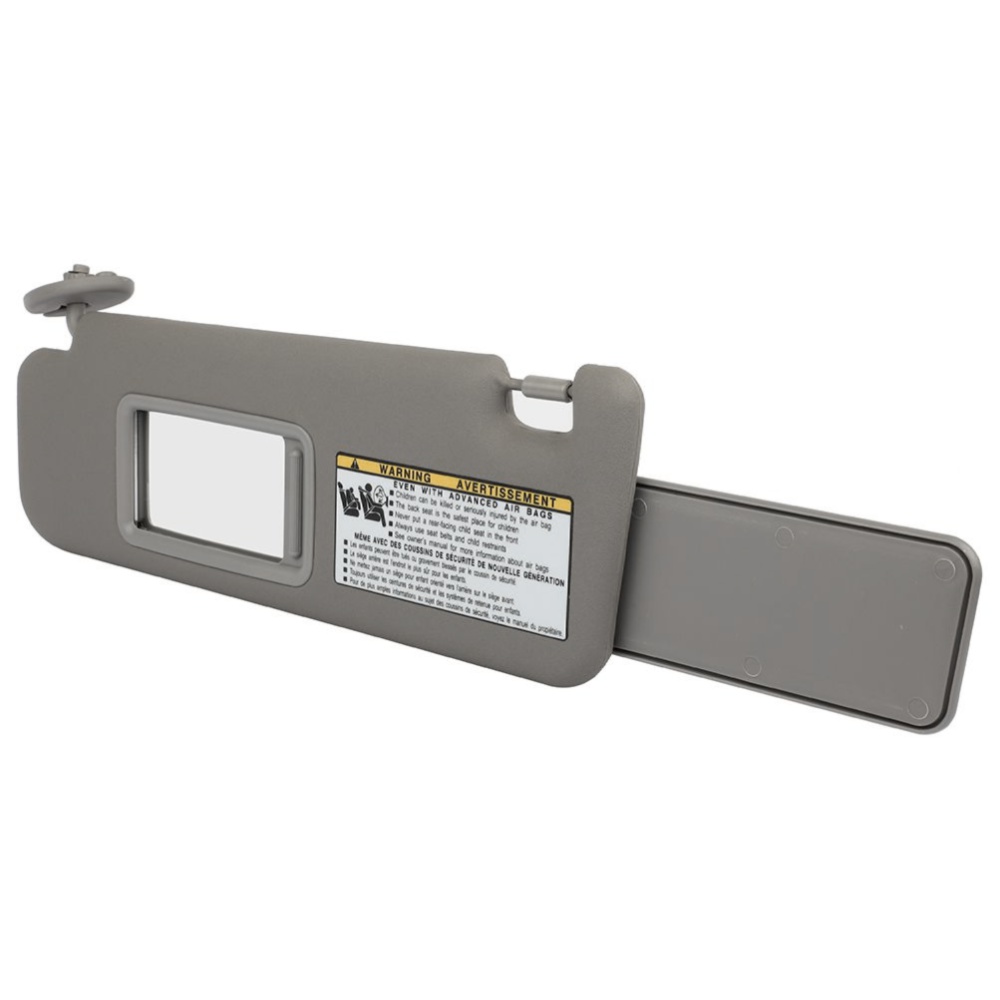 WARNING AVERTISSEMENT
EVEN WITH ADVANCED AIR BAGS
■ Children can be killed or seriously injured by the air bag
■ The back seat is the safest place for children
■ Never put a rear-facing child seat in the front
■ Always use seat belts and child restraints
■ See owner's manual for more information about air bags
MÊME AVEC DES COUSSINS DE SÉCURITÉ DE NOUVELLE GÉNÉRATION
■ Les enfants peuvent être tués ou gravement blessés par le coussin de sécurité.
■ Le siège arrière est l'endroit le plus sûr pour les enfants.
■ Ne mettez jamais un siège pour enfant orienté vers l'arrière sur le siège avant.
■ Toujours utiliser les ceintures de sécurité et les systèmes de retenue pour enfants.
■ Pour de plus amples informations au sujet des coussins de sécurité, voyez le manuel du propriétaire.